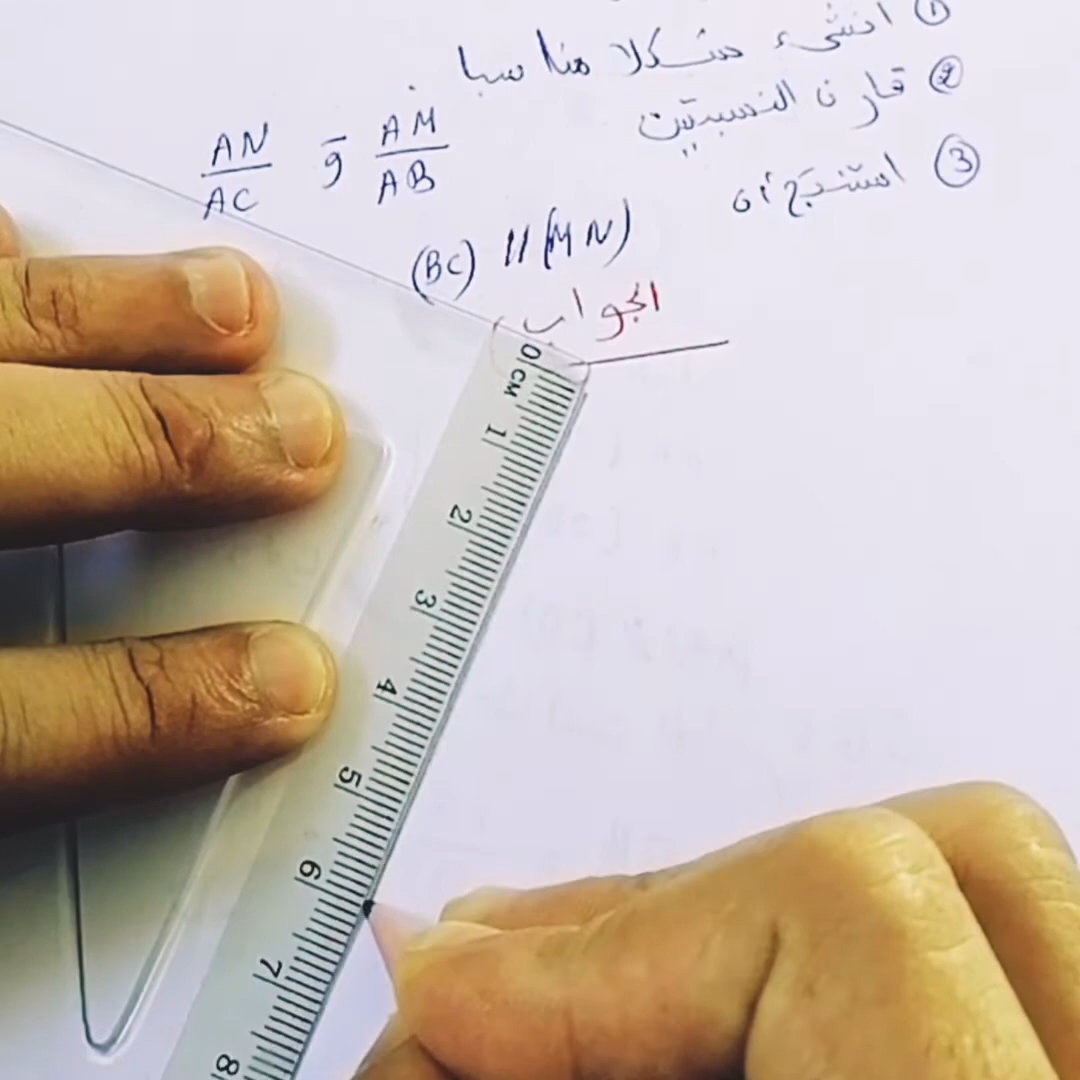 ① انشىء شكلا مناسبا .
② قارن النسبتين
AM/AB و AN/AC
③ استنتج أن
(BC) // (MN)
الجواب
0 CM 1 2 3 4 5 6 7 8